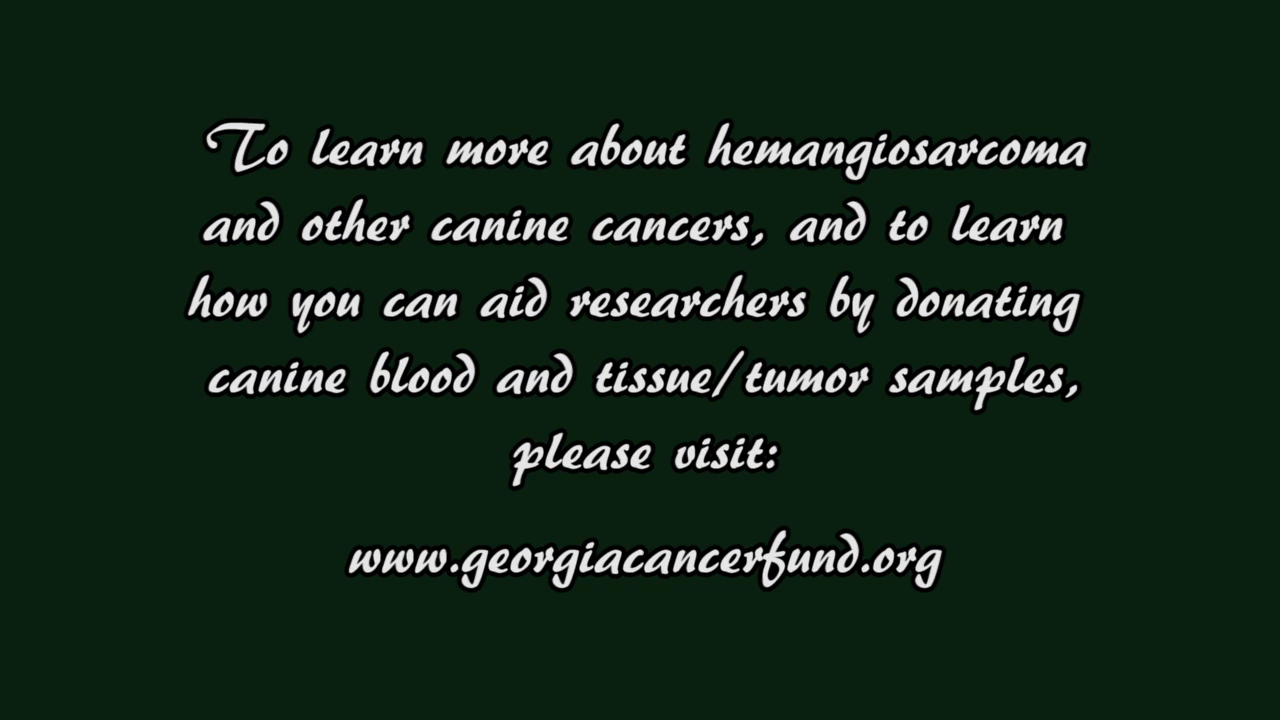 To learn more about hemangiosarcoma
and other canine cancers, and to learn
how you can aid researchers by donating
canine blood and tissue/tumor samples,
please visit:
www.georgiacancerfund.org